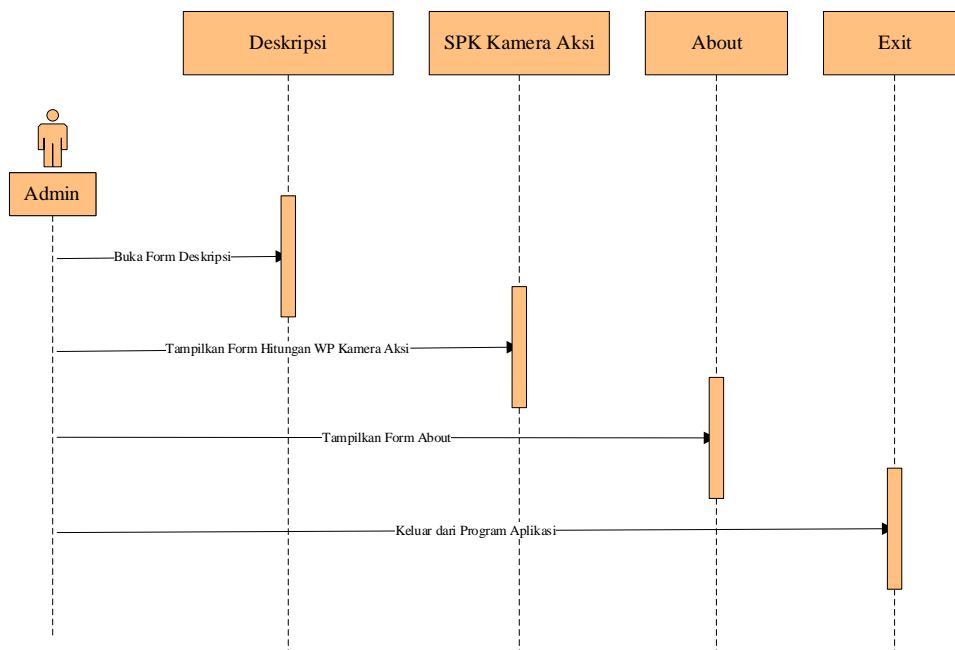 Deskripsi
SPK Kamera Aksi
About
Exit
Admin
Buka Form Deskripsi
Tampilkan Form Hitungan WP Kamera Aksi
Tampilkan Form About
Keluar dari Program Aplikasi